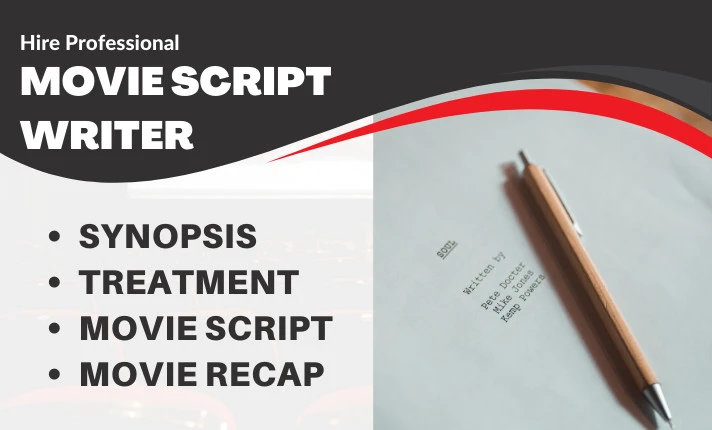 Hire Professional
MOVIE SCRIPT
WRITER
• SYNOPSIS
• TREATMENT
• MOVIE SCRIPT
• MOVIE RECAP
SOUL
Written by
Pete Docter
Mike Jones
Kemp Powers